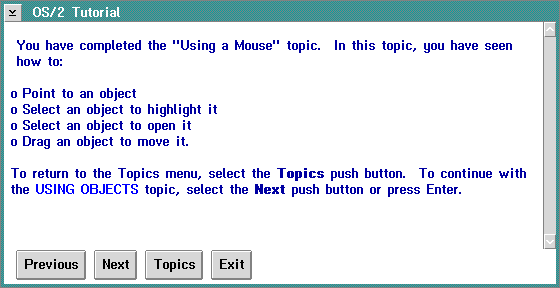 OS/2 Tutorial
You have completed the "Using a Mouse" topic. In this topic, you have seen
how to:
o Point to an object
o Select an object to highlight it
o Select an object to open it
o Drag an object to move it.
To return to the Topics menu, select the Topics push button. To continue with
the USING OBJECTS topic, select the Next push button or press Enter.
Previous Next Topics Exit